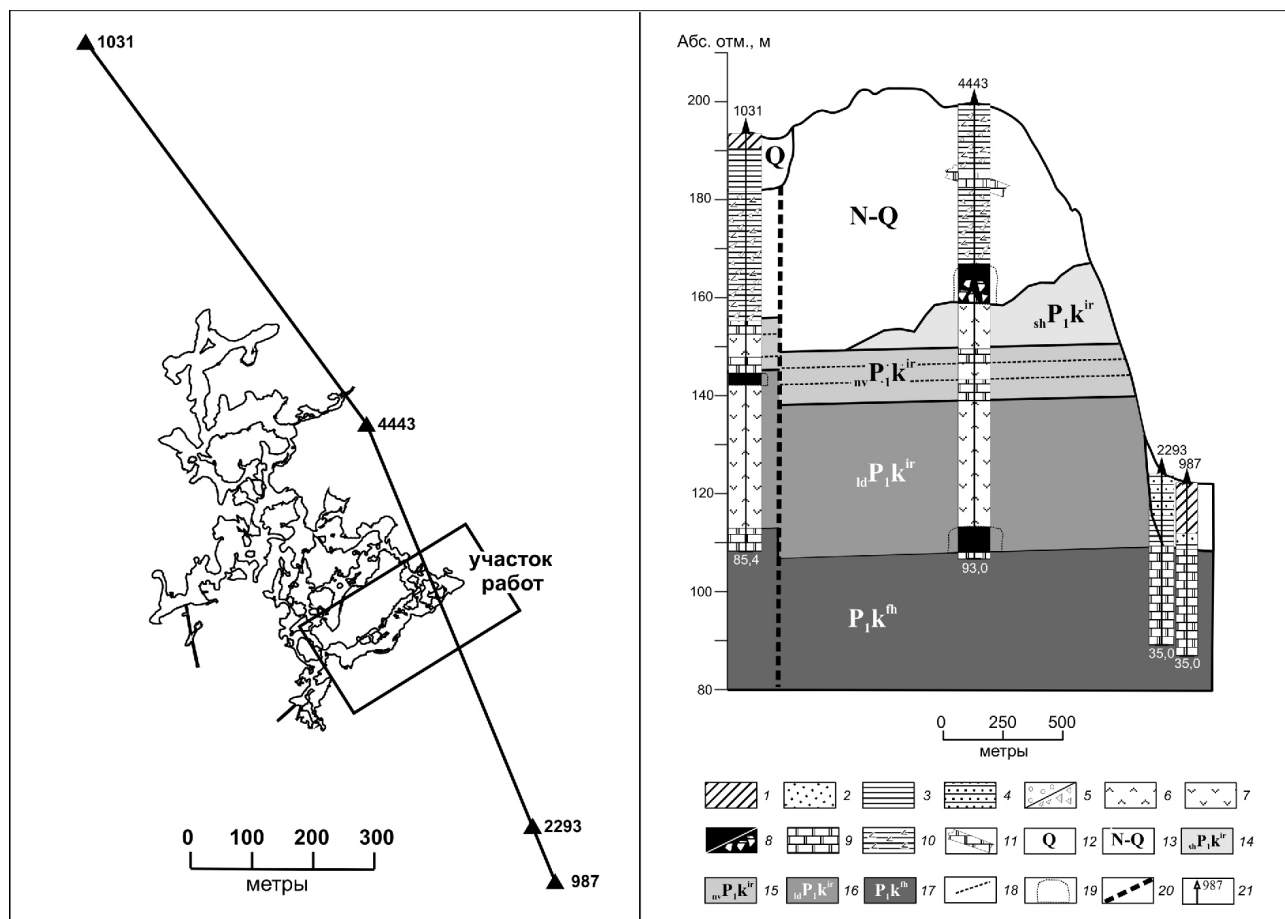 1031
4443
участок
работ
2293
987
0 100 200 300
метры
Абс. отм., м
200
180
160
140
120
100
80
1031
4443
2293
987
Q
N-Q
shP₁kⁱʳ
nvP₁kⁱʳ
ldP₁kⁱʳ
P₁kᶠʰ
85,4
93,0
35,0
35,0
0 250 500
метры
1 2 3 4 5 6 7
8 9 10 11 Q 12 N-Q 13 shP₁kⁱʳ 14
nvP₁kⁱʳ 15 ldP₁kⁱʳ 16 P₁kᶠʰ 17 18 19 20 987 21